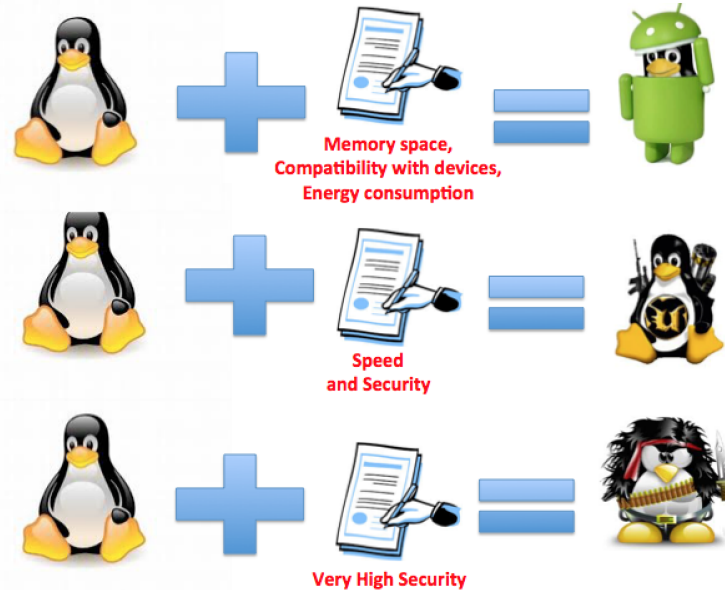 Memory space,
Compatibility with devices,
Energy consumption
Speed
and Security
Very High Security